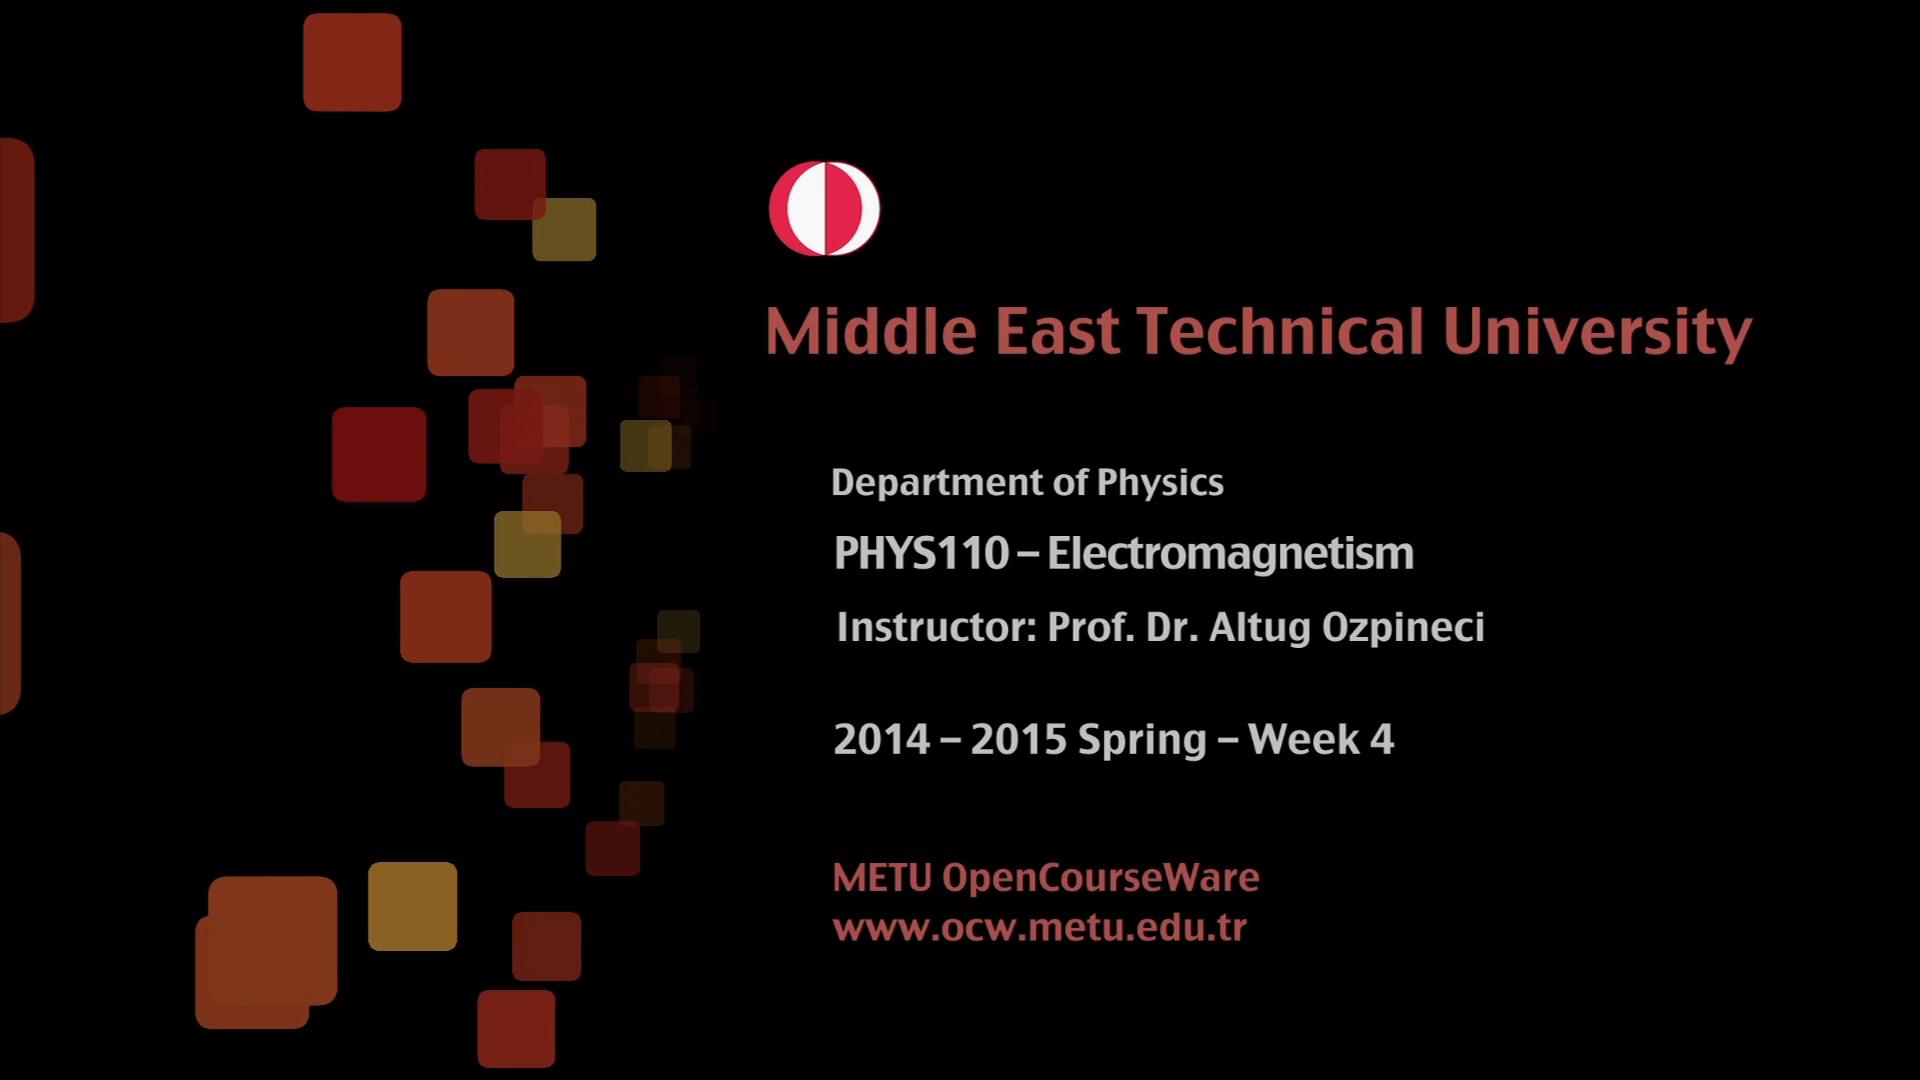 Middle East Technical University
Department of Physics
PHYS110 – Electromagnetism
Instructor: Prof. Dr. Altug Ozpineci
2014 – 2015 Spring – Week 4
METU OpenCourseWare
www.ocw.metu.edu.tr